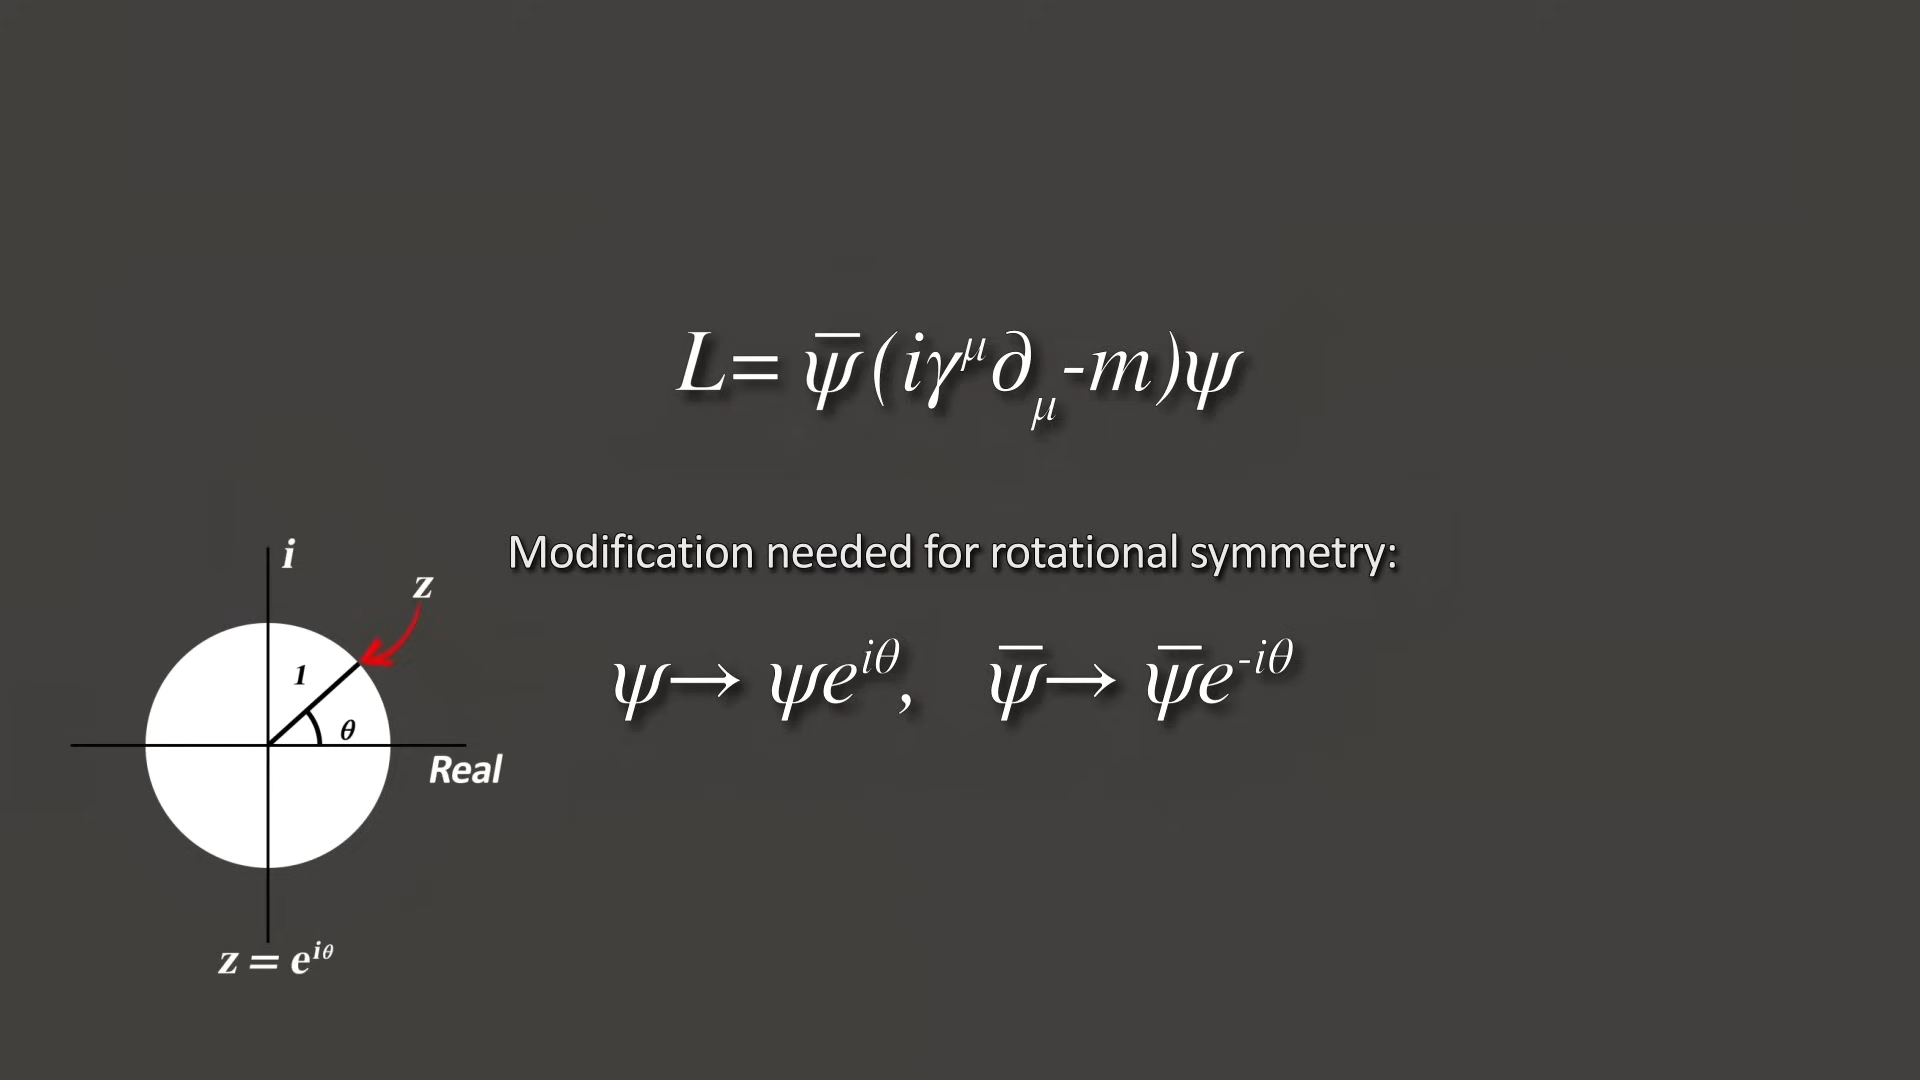 L= ψ̅(iγ^μ∂_μ-m)ψ
Modification needed for rotational symmetry:
ψ→ ψe^{iθ},   ψ̅→ ψ̅e^{-iθ}
i
z
1
θ
Real
z = e^{iθ}